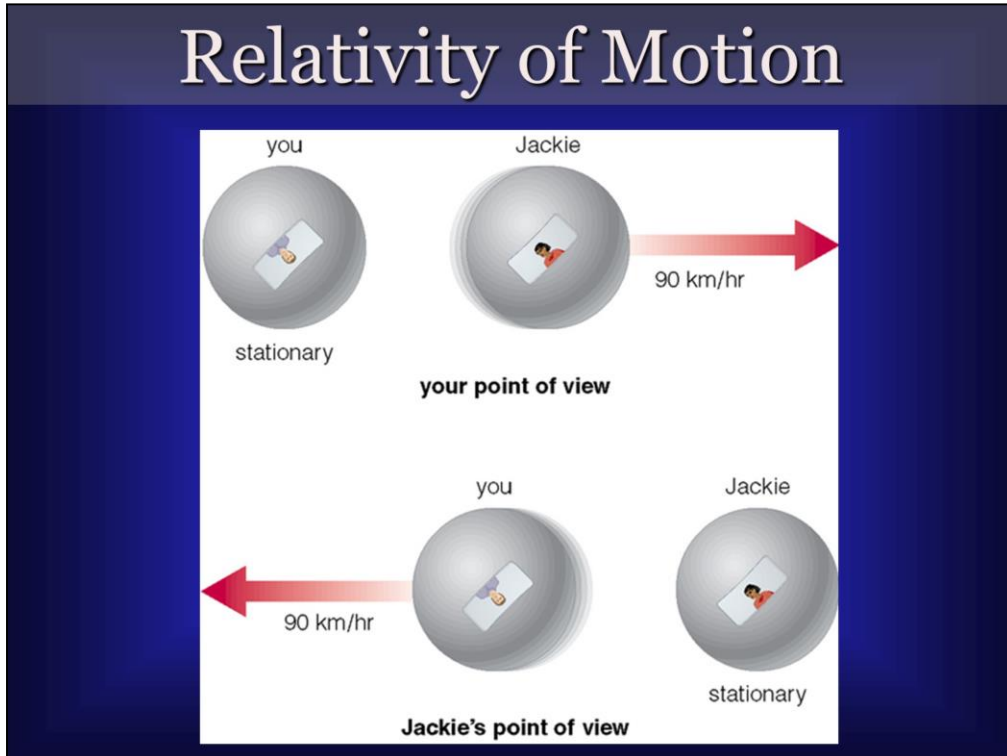 Relativity of Motion
you
Jackie
90 km/hr
stationary
your point of view
you
Jackie
90 km/hr
stationary
Jackie's point of view